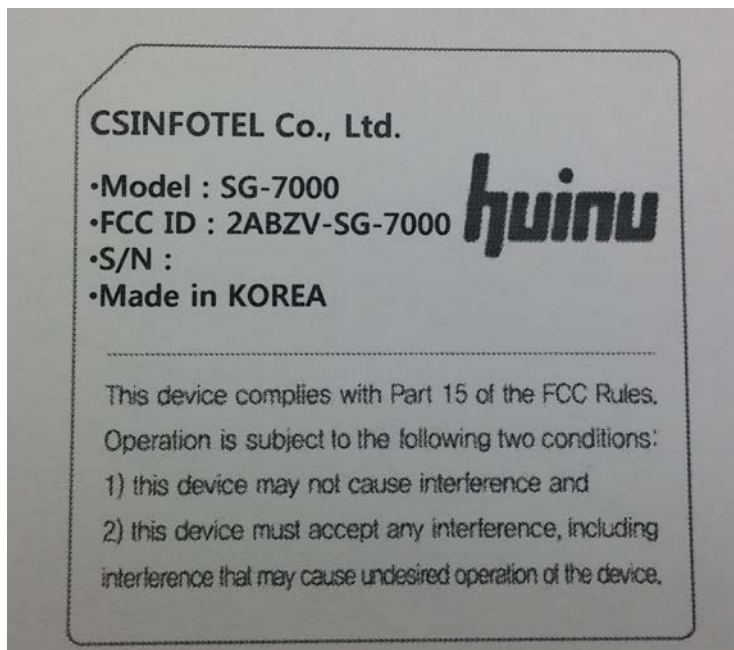 CSINFOTEL Co., Ltd.
•Model : SG-7000
•FCC ID : 2ABZV-SG-7000
huinu
•S/N :
•Made in KOREA
This device complies with Part 15 of the FCC Rules.
Operation is subject to the following two conditions:
1) this device may not cause interference and
2) this device must accept any interference, including
interference that may cause undesired operation of the device.